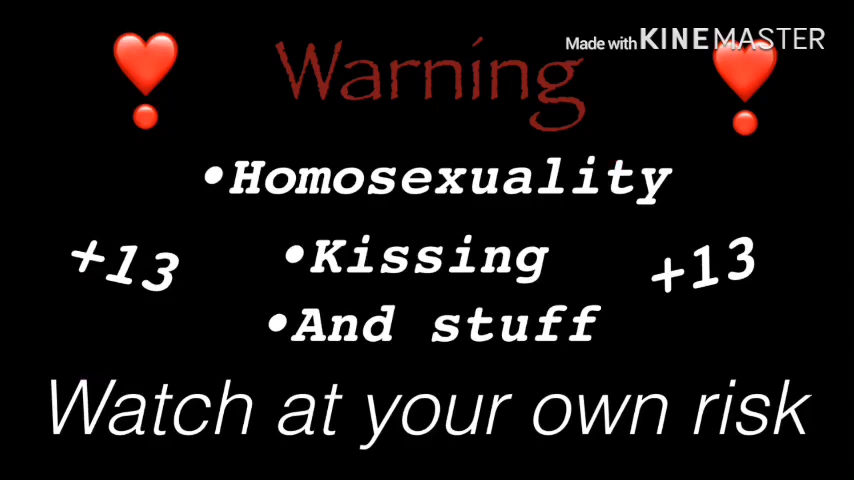 Made with KINEMASTER
Warning
•Homosexuality
+13 •Kissing +13
•And stuff
Watch at your own risk